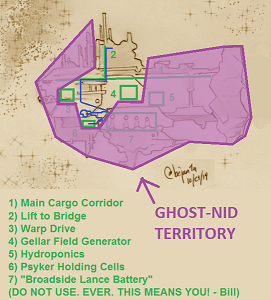 2
4
3
5
6
7
@bejanta
10/03/19
GHOST-NID
TERRITORY
1) Main Cargo Corridor
2) Lift to Bridge
3) Warp Drive
4) Gellar Field Generator
5) Hydroponics
6) Psyker Holding Cells
7) "Broadside Lance Battery"
(DO NOT USE. EVER. THIS MEANS YOU! - Bill)